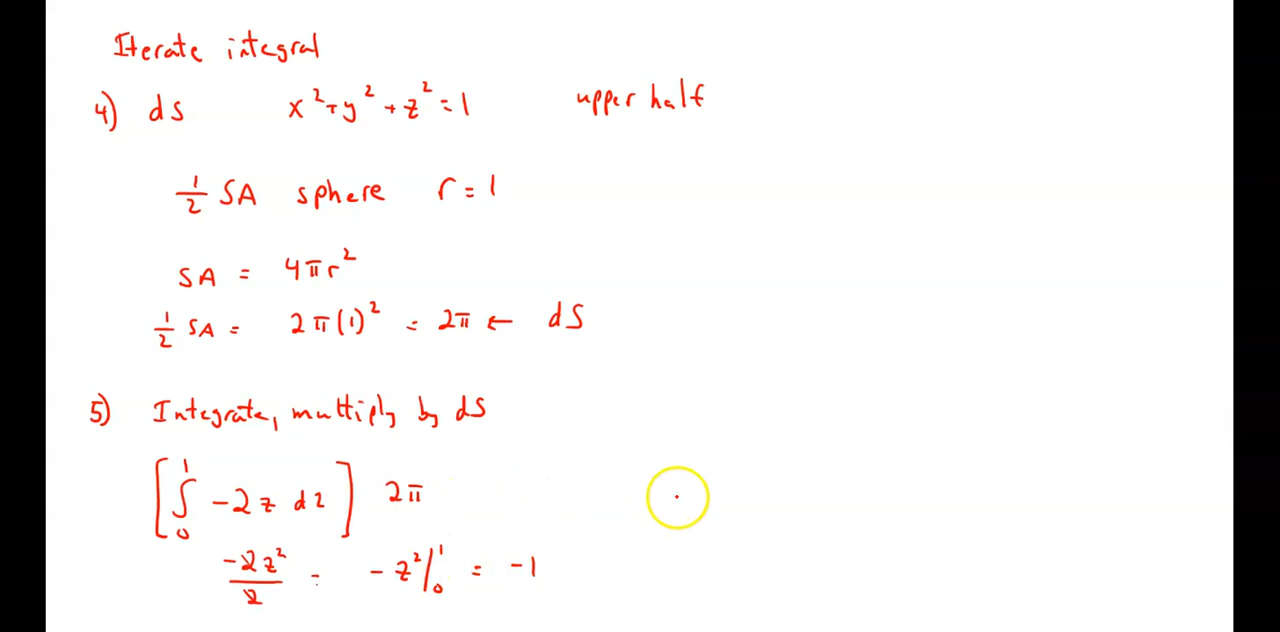 Iterate integral
4) dS x²+y²+z²=1 upper half
1/2 SA sphere r=1
SA = 4πr²
1/2 SA = 2π(1)² = 2π ← dS
5) Integrate, multiply by dS
[∫₀¹ -2z dz] 2π
-2z²/2 = -z²|₀¹ = -1